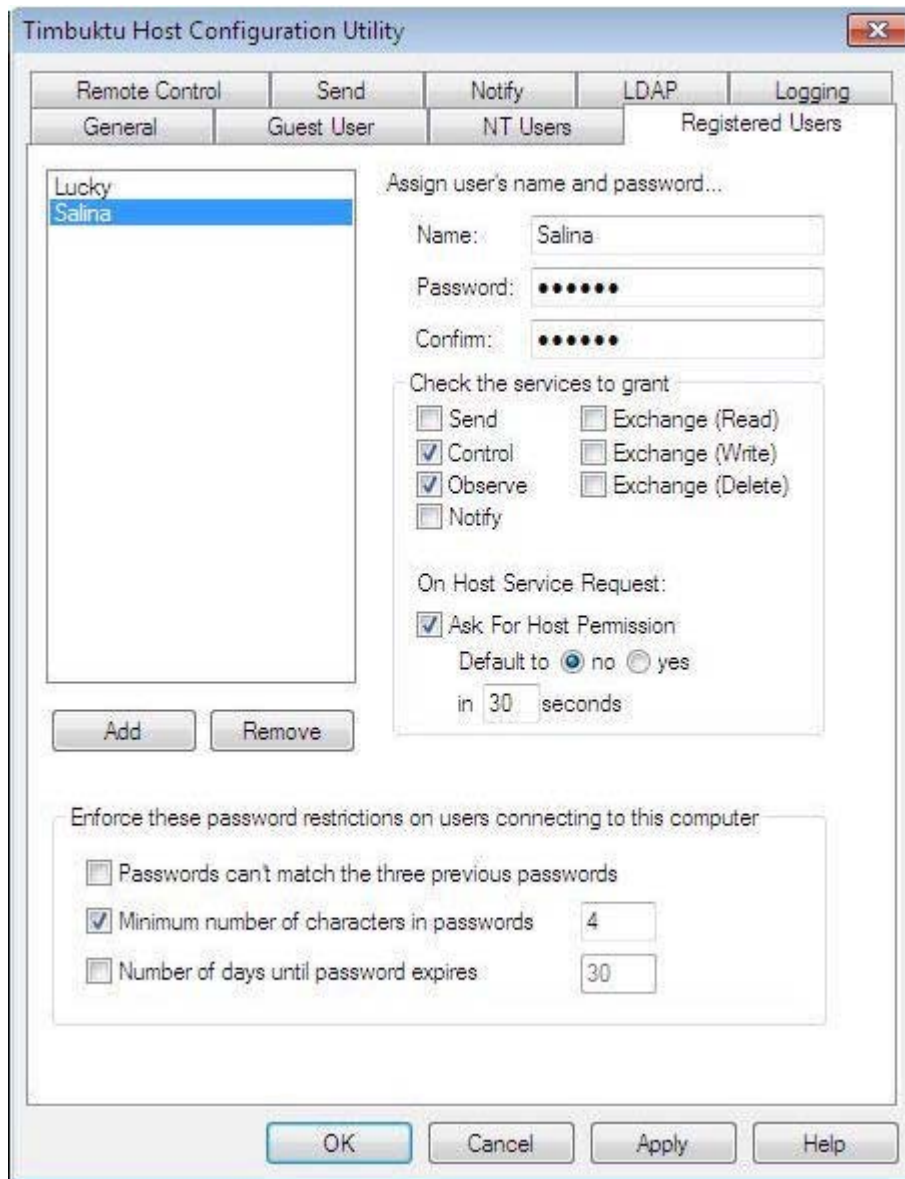 Timbuktu Host Configuration Utility
Remote Control Send Notify LDAP Logging
General Guest User NT Users Registered Users
Lucky
Salina
Assign user's name and password...
Name: Salina
Password: ●●●●●●
Confirm: ●●●●●●
Check the services to grant
Send Exchange (Read)
Control Exchange (Write)
Observe Exchange (Delete)
Notify
On Host Service Request:
Ask For Host Permission
Default to no yes
in 30 seconds
Add Remove
Enforce these password restrictions on users connecting to this computer
Passwords can't match the three previous passwords
Minimum number of characters in passwords 4
Number of days until password expires 30
OK Cancel Apply Help